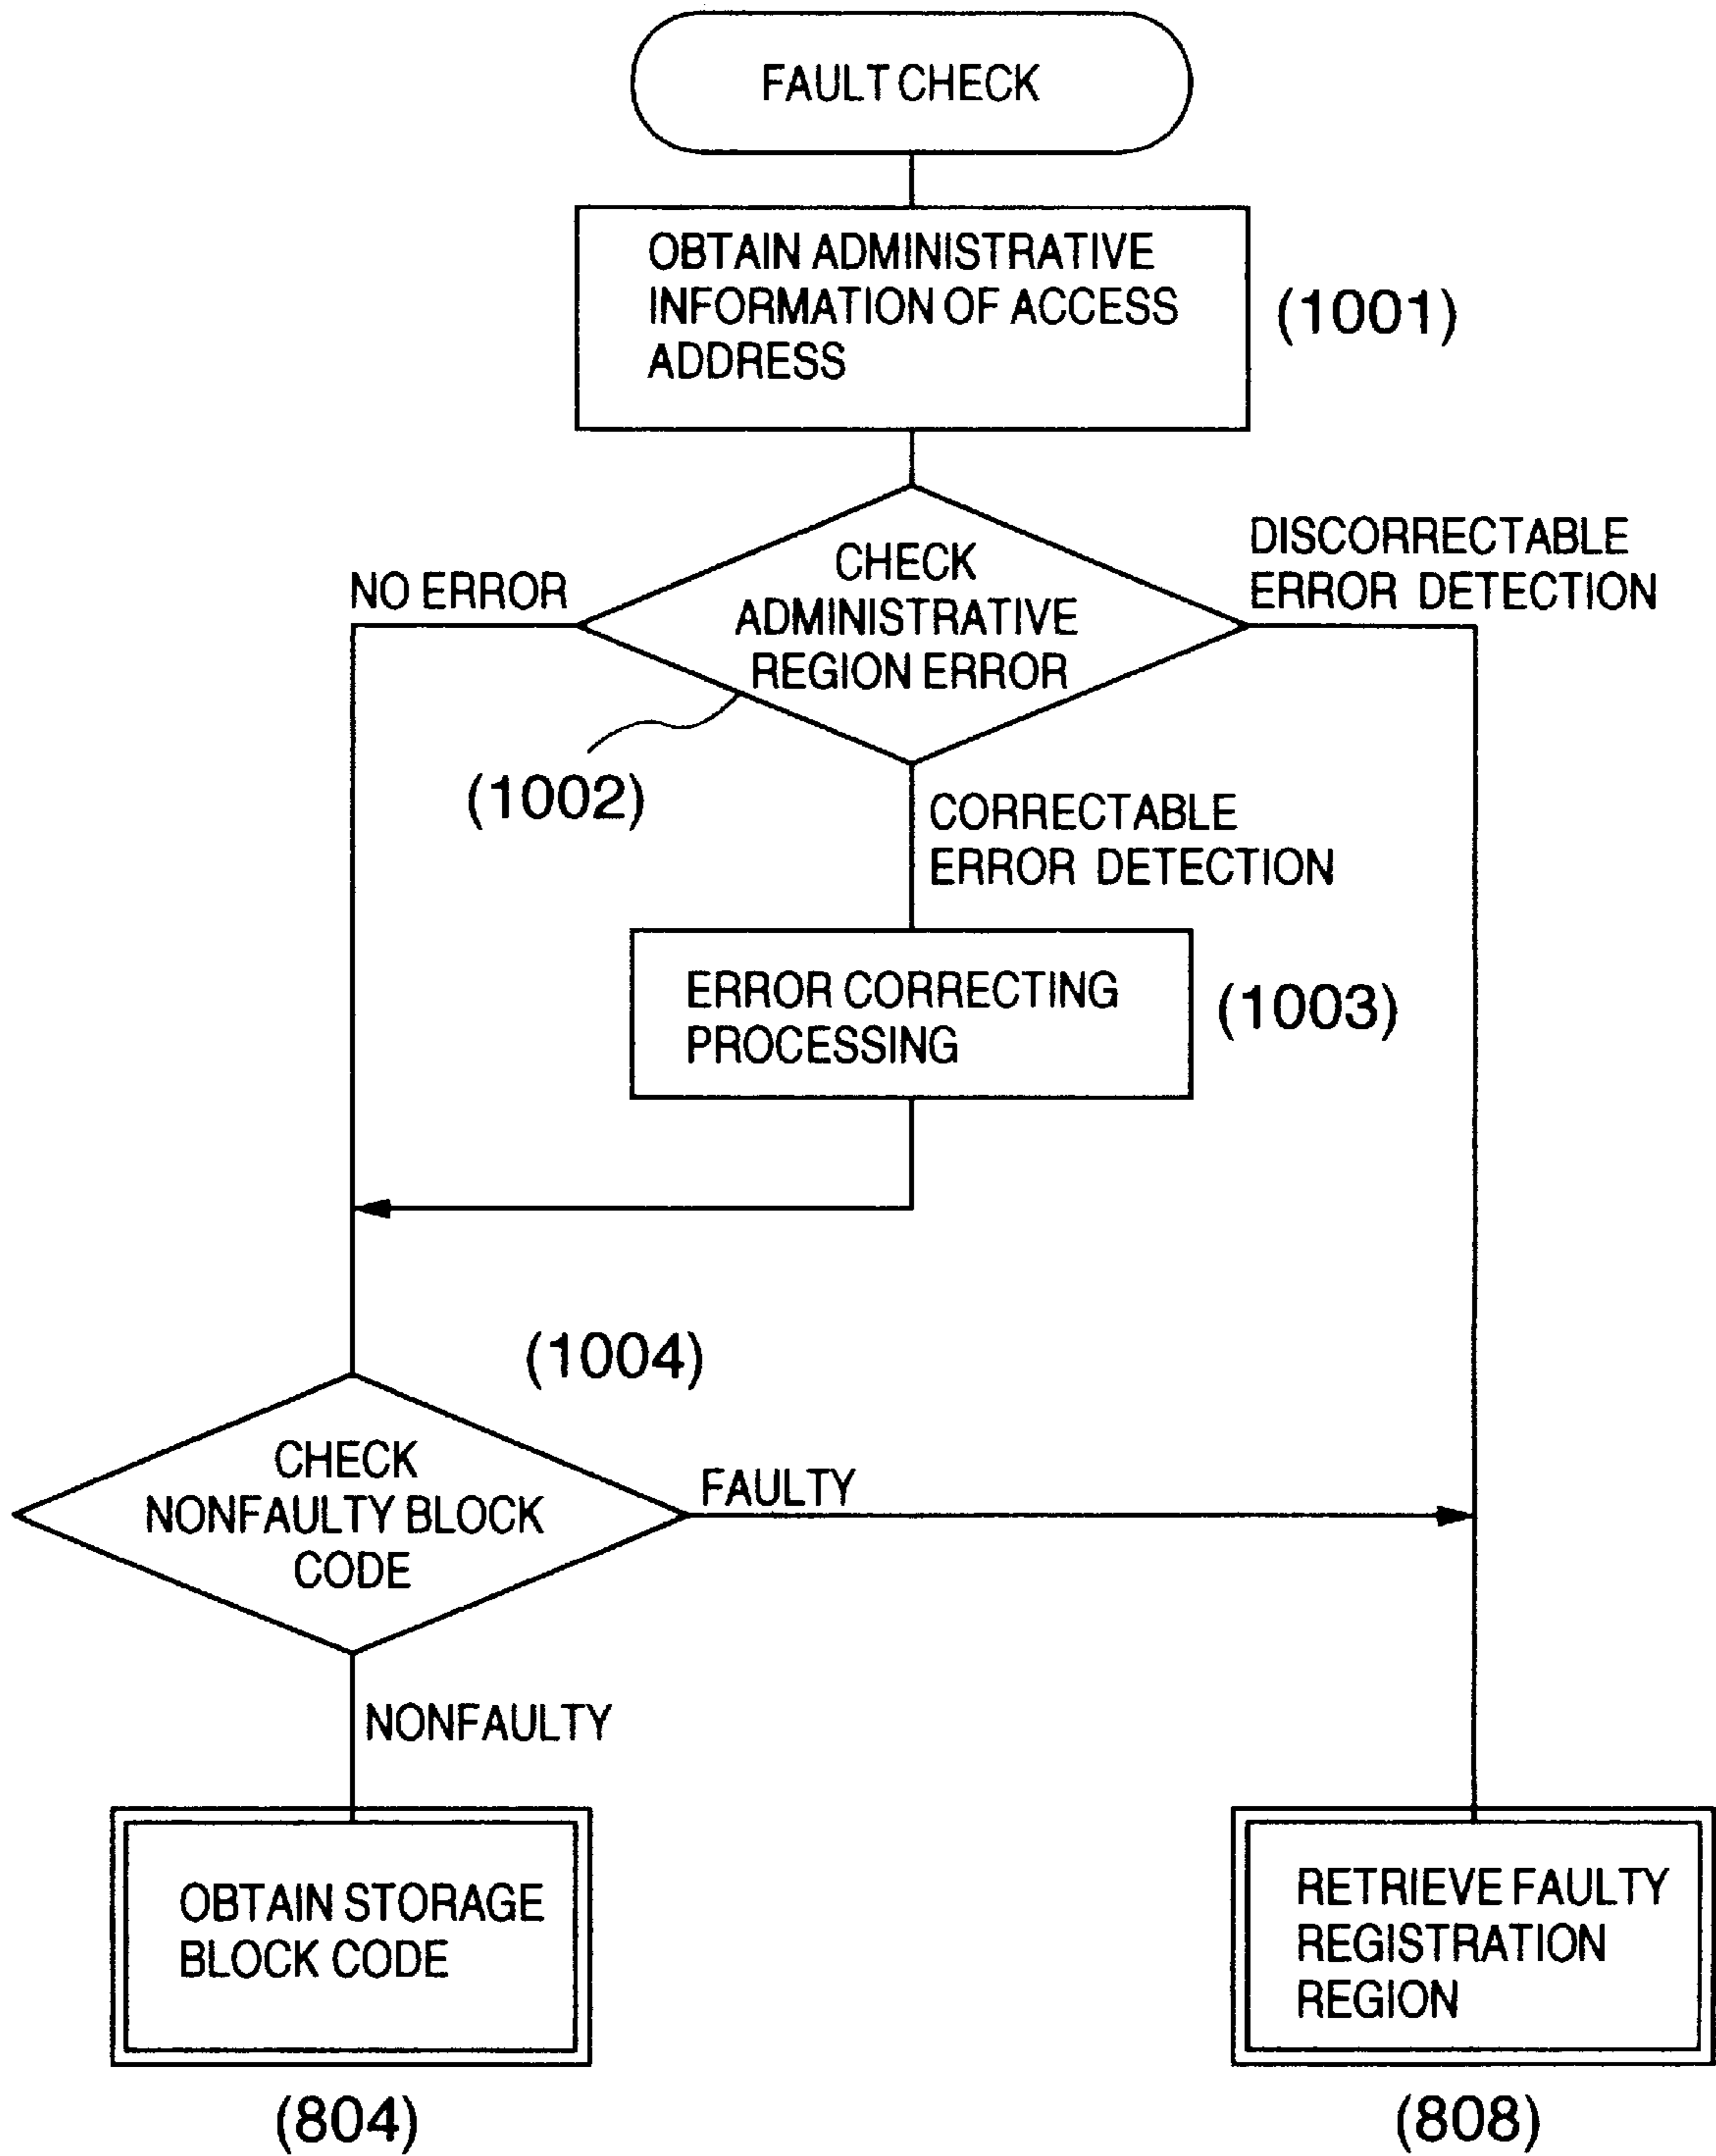 FAULT CHECK
OBTAIN ADMINISTRATIVE
INFORMATION OF ACCESS
ADDRESS
(1001)
CHECK
ADMINISTRATIVE
REGION ERROR
NO ERROR
DISCORRECTABLE
ERROR DETECTION
(1002)
CORRECTABLE
ERROR DETECTION
ERROR CORRECTING
PROCESSING
(1003)
(1004)
CHECK
NONFAULTY BLOCK
CODE
FAULTY
NONFAULTY
OBTAIN STORAGE
BLOCK CODE
(804)
RETRIEVE FAULTY
REGISTRATION
REGION
(808)